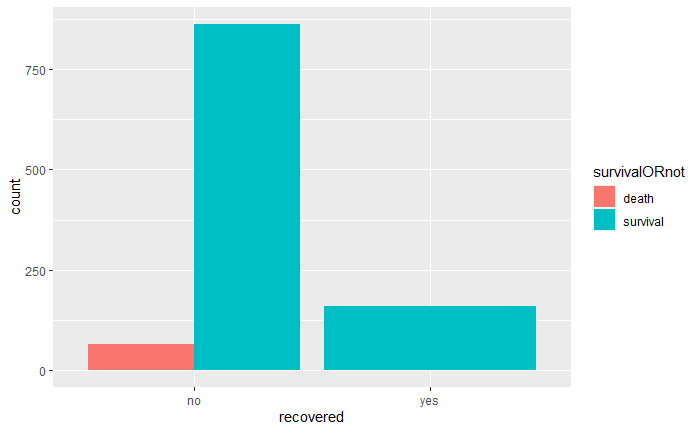 750
500
250
0
count
no
yes
recovered
survivalORnot
death
survival